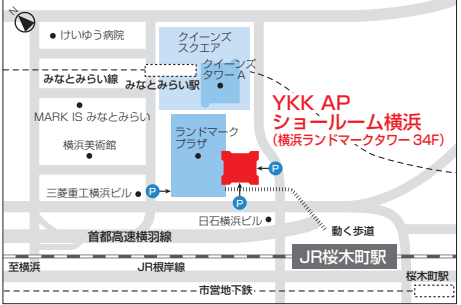 N
けいゆう病院
クイーンズ
スクエア
クイーンズ
タワーA
みなとみらい線
みなとみらい駅
MARK IS みなとみらい
YKK AP
ショールーム横浜
(横浜ランドマークタワー 34F)
横浜美術館
ランドマーク
プラザ
P
三菱重工横浜ビル
P
P
日石横浜ビル
動く歩道
首都高速横羽線
JR桜木町駅
至横浜
JR根岸線
桜木町駅
市営地下鉄